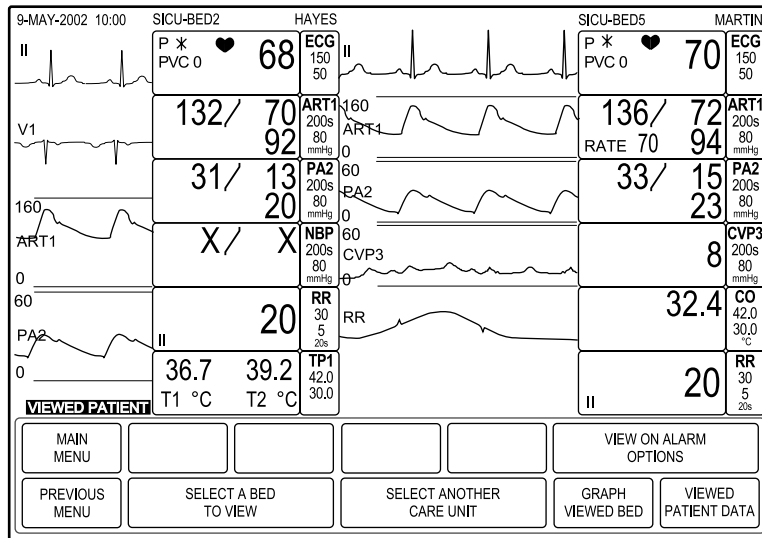 9-MAY-2002 10:00 SICU-BED2 HAYES SICU-BED5 MARTIN
II
P
PVC 0
68
ECG
150
50
V1
132/ 70
92
ART1
200s
80
mmHg
31/ 13
20
PA2
200s
80
mmHg
160
ART1
0
X/ X
NBP
200s
80
mmHg
60
PA2
0
II
20
RR
30
5
20s
36.7 39.2
T1 °C T2 °C
TP1
42.0
30.0
VIEWED PATIENT
II
P
PVC 0
70
ECG
150
50
160
ART1
0
136/ 72
RATE 70 94
ART1
200s
80
mmHg
60
PA2
0
33/ 15
23
PA2
200s
80
mmHg
60
CVP3
0
8
CVP3
200s
80
mmHg
32.4
CO
42.0
30.0
°C
RR
II
20
RR
30
5
20s
MAIN
MENU
VIEW ON ALARM
OPTIONS
PREVIOUS
MENU
SELECT A BED
TO VIEW
SELECT ANOTHER
CARE UNIT
GRAPH
VIEWED BED
VIEWED
PATIENT DATA